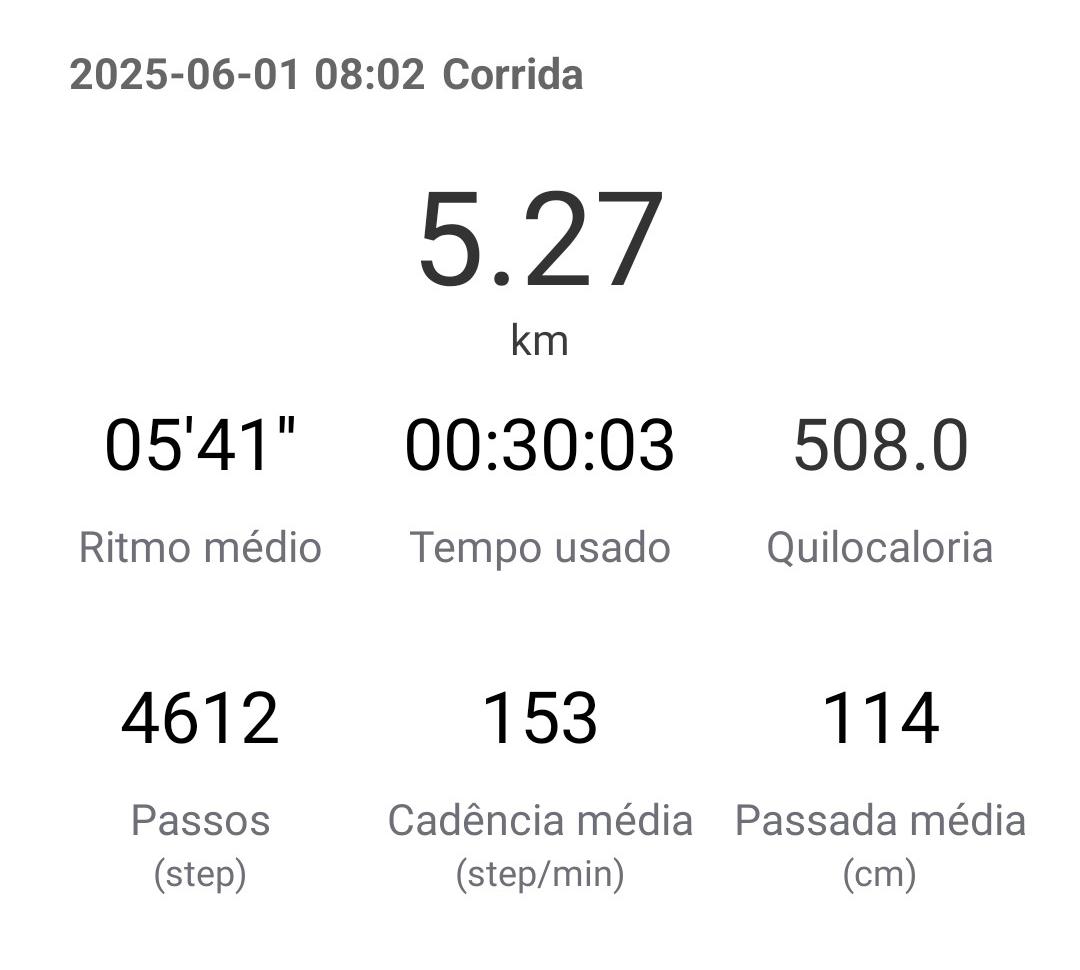 2025-06-01 08:02 Corrida
5.27
km
05'41" 00:30:03 508.0
Ritmo médio Tempo usado Quilocaloria
4612 153 114
Passos Cadência média Passada média
(step) (step/min) (cm)